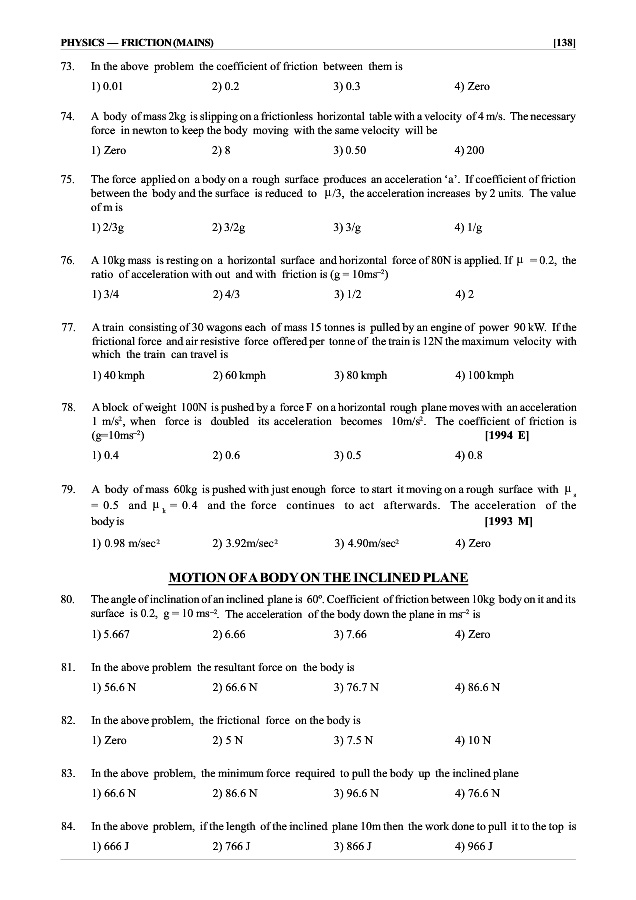 PHYSICS — FRICTION (MAINS) [138]
73. In the above problem the coefficient of friction between them is
1) 0.01 2) 0.2 3) 0.3 4) Zero
74. A body of mass 2kg is slipping on a frictionless horizontal table with a velocity of 4 m/s. The necessary
force in newton to keep the body moving with the same velocity will be
1) Zero 2) 8 3) 0.50 4) 200
75. The force applied on a body on a rough surface produces an acceleration ‘a’. If coefficient of friction
between the body and the surface is reduced to μ/3, the acceleration increases by 2 units. The value
of m is
1) 2/3g 2) 3/2g 3) 3/g 4) 1/g
76. A 10kg mass is resting on a horizontal surface and horizontal force of 80N is applied. If μ = 0.2, the
ratio of acceleration with out and with friction is (g = 10ms⁻²)
1) 3/4 2) 4/3 3) 1/2 4) 2
77. A train consisting of 30 wagons each of mass 15 tonnes is pulled by an engine of power 90 kW. If the
frictional force and air resistive force offered per tonne of the train is 12N the maximum velocity with
which the train can travel is
1) 40 kmph 2) 60 kmph 3) 80 kmph 4) 100 kmph
78. A block of weight 100N is pushed by a force F on a horizontal rough plane moves with an acceleration
1 m/s², when force is doubled its acceleration becomes 10m/s². The coefficient of friction is
(g=10ms⁻²) [1994 E]
1) 0.4 2) 0.6 3) 0.5 4) 0.8
79. A body of mass 60kg is pushed with just enough force to start it moving on a rough surface with μₛ
= 0.5 and μₖ = 0.4 and the force continues to act afterwards. The acceleration of the
body is [1993 M]
1) 0.98 m/sec² 2) 3.92m/sec² 3) 4.90m/sec² 4) Zero
MOTION OF A BODY ON THE INCLINED PLANE
80. The angle of inclination of an inclined plane is 60º. Coefficient of friction between 10kg body on it and its
surface is 0.2, g = 10 ms⁻². The acceleration of the body down the plane in ms⁻² is
1) 5.667 2) 6.66 3) 7.66 4) Zero
81. In the above problem the resultant force on the body is
1) 56.6 N 2) 66.6 N 3) 76.7 N 4) 86.6 N
82. In the above problem, the frictional force on the body is
1) Zero 2) 5 N 3) 7.5 N 4) 10 N
83. In the above problem, the minimum force required to pull the body up the inclined plane
1) 66.6 N 2) 86.6 N 3) 96.6 N 4) 76.6 N
84. In the above problem, if the length of the inclined plane 10m then the work done to pull it to the top is
1) 666 J 2) 766 J 3) 866 J 4) 966 J